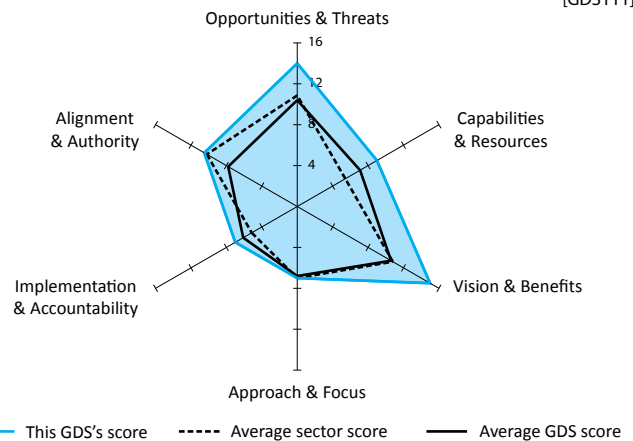 [GDS111]
Opportunities & Threats
16
12
8
4
Capabilities
& Resources
Vision & Benefits
Approach & Focus
Implementation
& Accountability
Alignment
& Authority
This GDS's score
Average sector score
Average GDS score